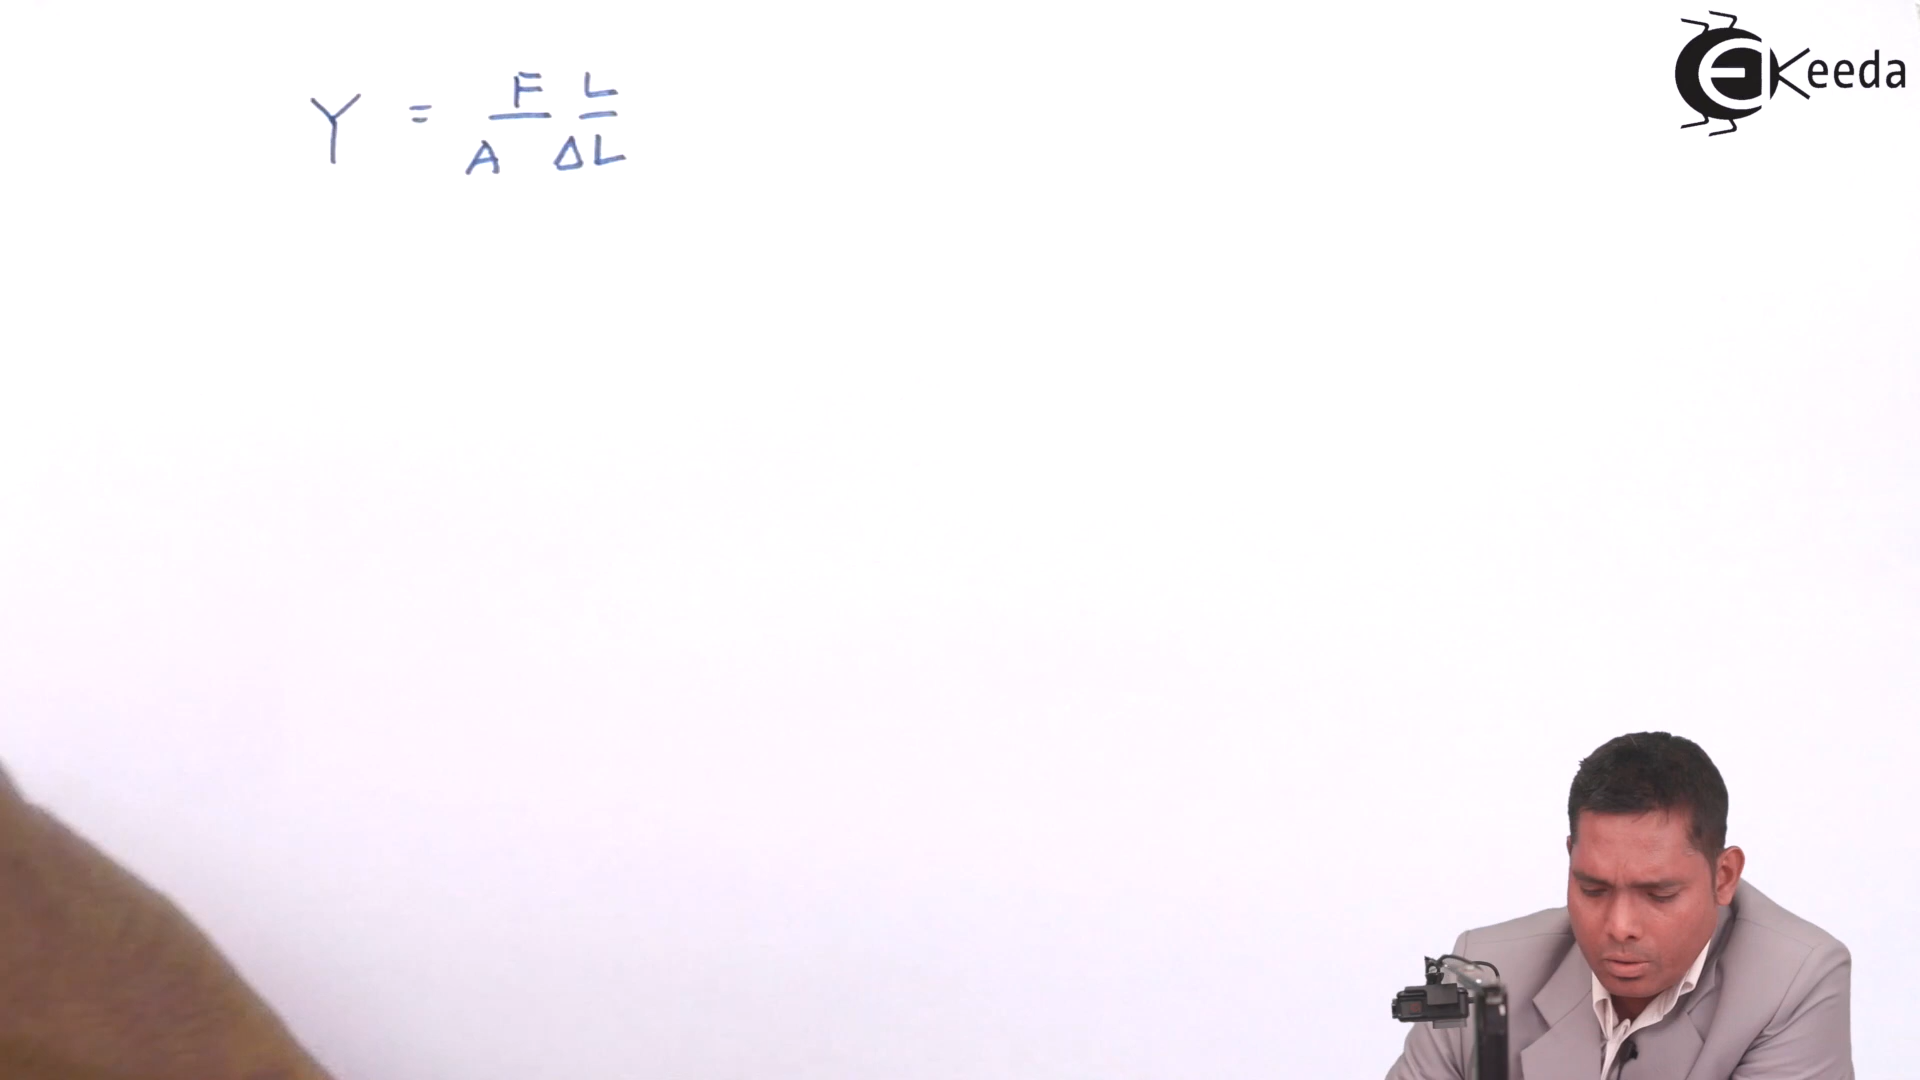 Y = F/A L/ΔL
EKeeda